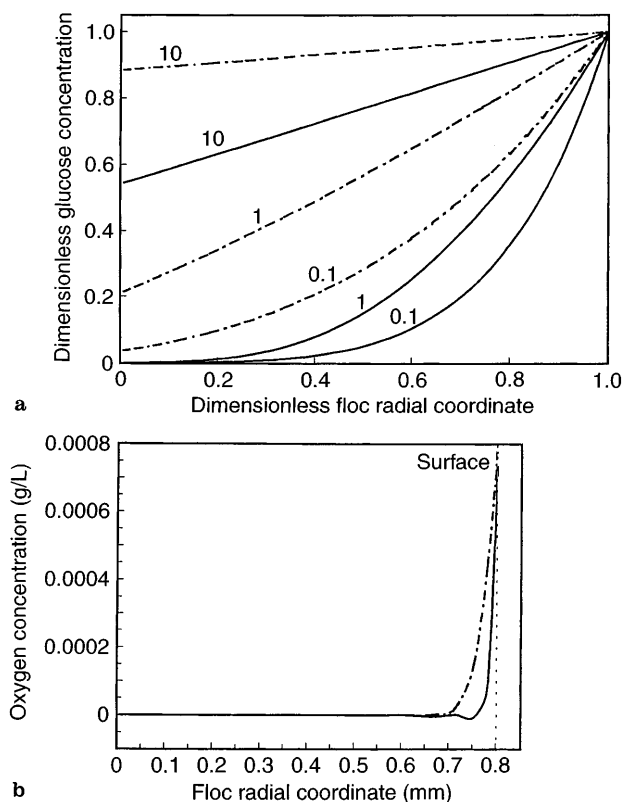 Dimensionless glucose concentration
1.0
0.8
0.6
0.4
0.2
0
10
10
1
0.1
1
0.1
0 0.2 0.4 0.6 0.8 1.0
Dimensionless floc radial coordinate
a
Oxygen concentration (g/L)
0.0008
0.0006
0.0004
0.0002
0
Surface
0 0.1 0.2 0.3 0.4 0.5 0.6 0.7 0.8
Floc radial coordinate (mm)
b